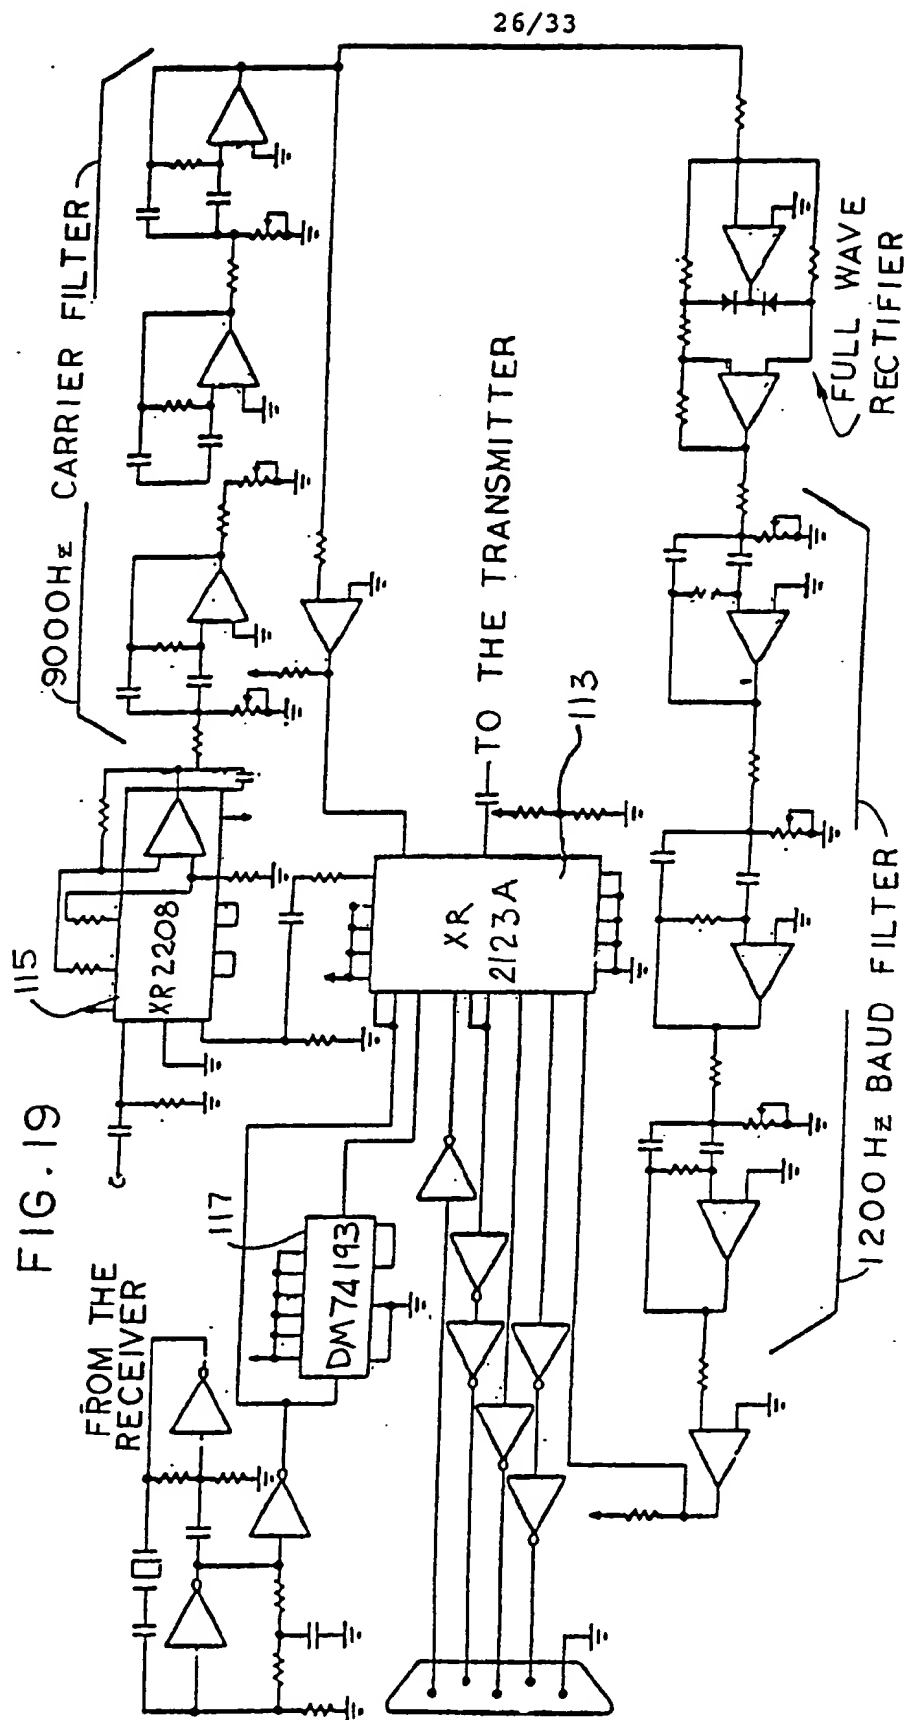 26/33
FIG. 19
FROM THE
RECEIVER
115
XR2208
9000Hz CARRIER FILTER
117
DM74193
XR
2123A
113
TO THE TRANSMITTER
FULL WAVE
RECTIFIER
1200Hz BAUD FILTER